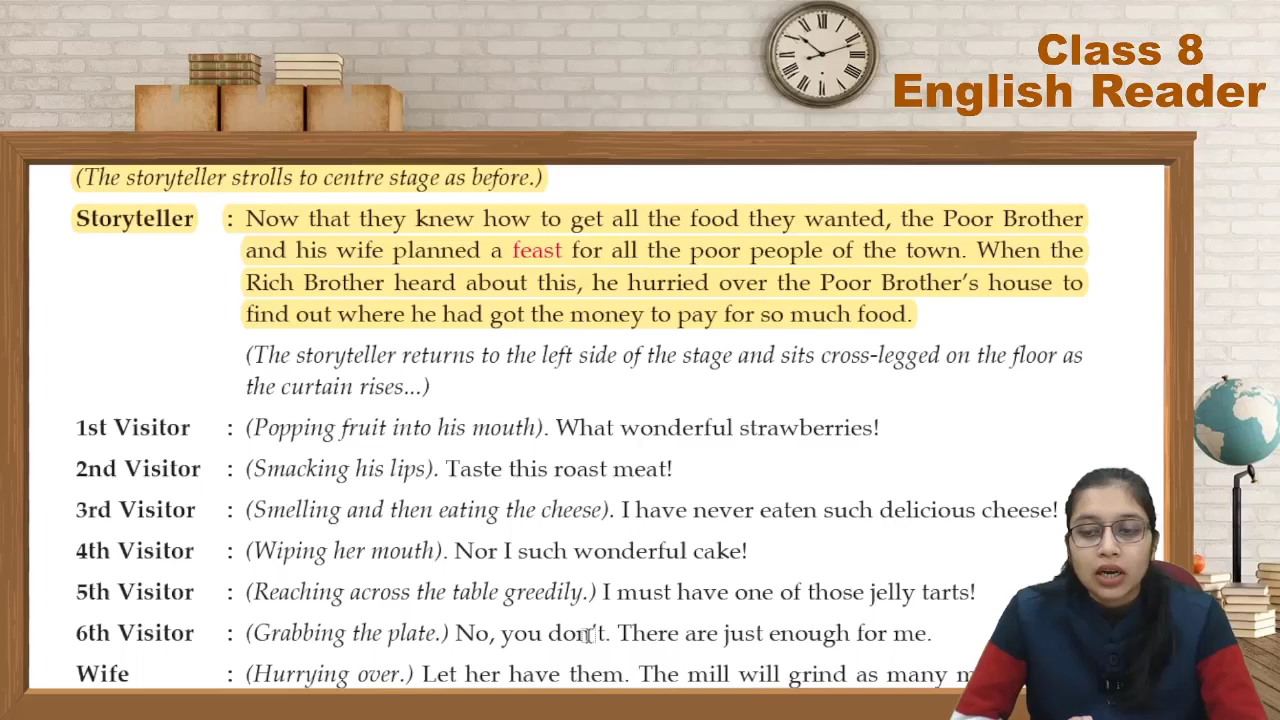 Class 8
English Reader
(The storyteller strolls to centre stage as before.)
Storyteller : Now that they knew how to get all the food they wanted, the Poor Brother
and his wife planned a feast for all the poor people of the town. When the
Rich Brother heard about this, he hurried over the Poor Brother's house to
find out where he had got the money to pay for so much food.
(The storyteller returns to the left side of the stage and sits cross-legged on the floor as
the curtain rises...)
1st Visitor : (Popping fruit into his mouth). What wonderful strawberries!
2nd Visitor : (Smacking his lips). Taste this roast meat!
3rd Visitor : (Smelling and then eating the cheese). I have never eaten such delicious cheese!
4th Visitor : (Wiping her mouth). Nor I such wonderful cake!
5th Visitor : (Reaching across the table greedily.) I must have one of those jelly tarts!
6th Visitor : (Grabbing the plate.) No, you don't. There are just enough for me.
Wife : (Hurrying over.) Let her have them. The mill will grind as many